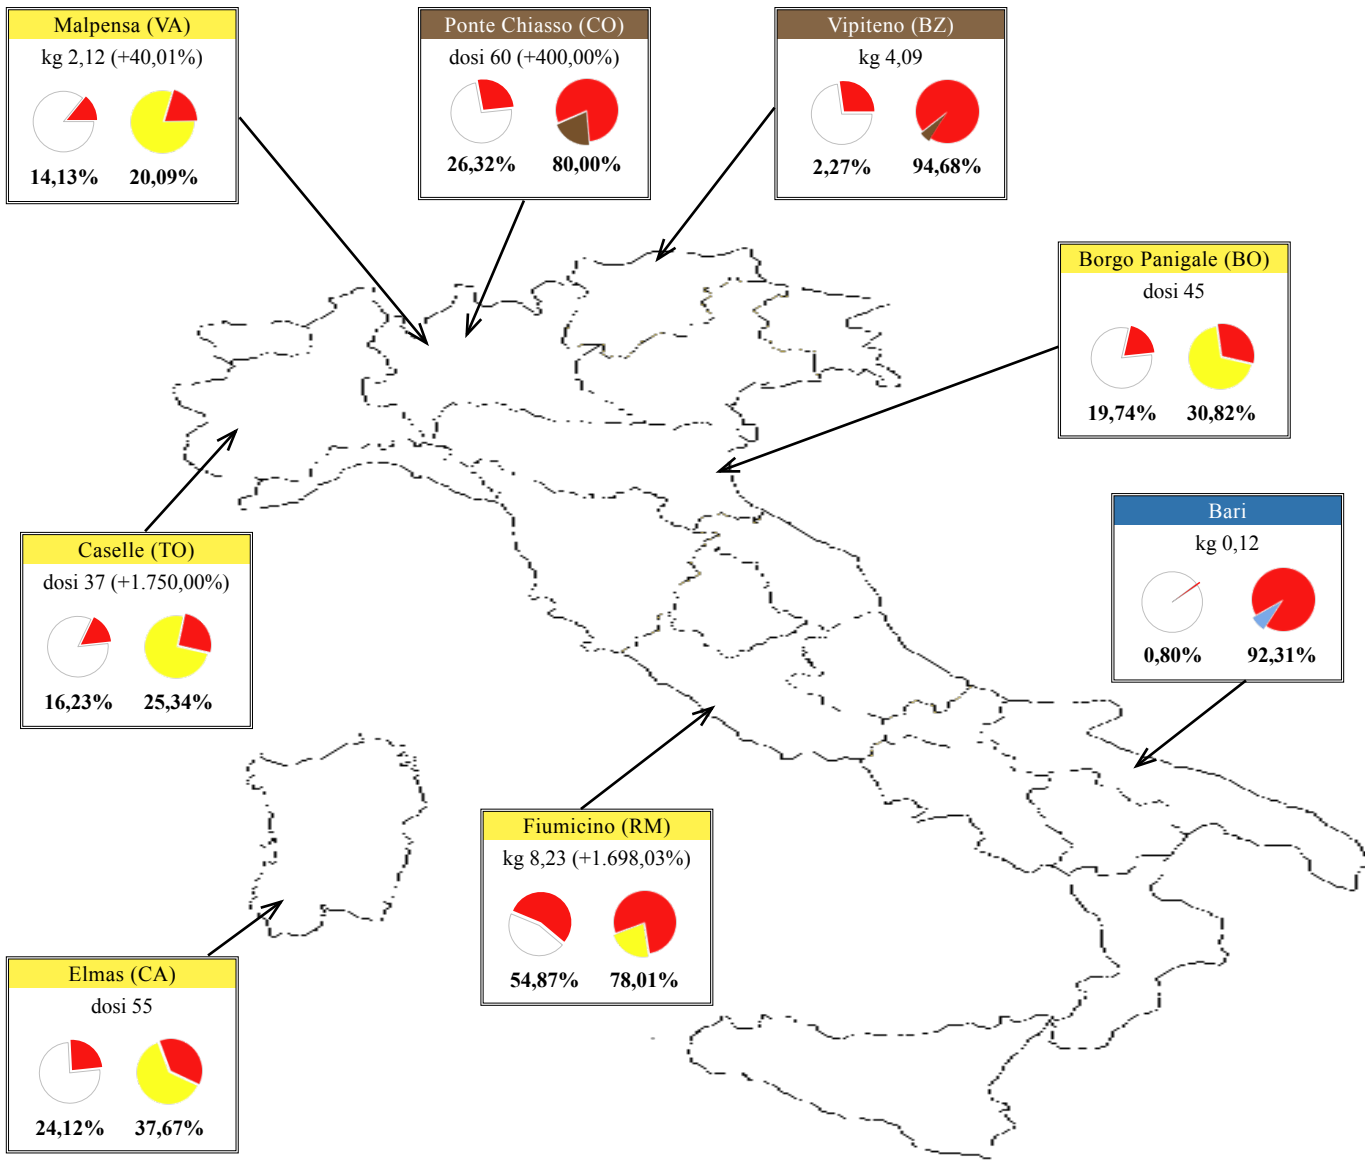 Malpensa (VA)
kg 2,12 (+40,01%)
14,13% 20,09%
Ponte Chiasso (CO)
dosi 60 (+400,00%)
26,32% 80,00%
Vipiteno (BZ)
kg 4,09
2,27% 94,68%
Borgo Panigale (BO)
dosi 45
19,74% 30,82%
Bari
kg 0,12
0,80% 92,31%
Caselle (TO)
dosi 37 (+1.750,00%)
16,23% 25,34%
Fiumicino (RM)
kg 8,23 (+1.698,03%)
54,87% 78,01%
Elmas (CA)
dosi 55
24,12% 37,67%